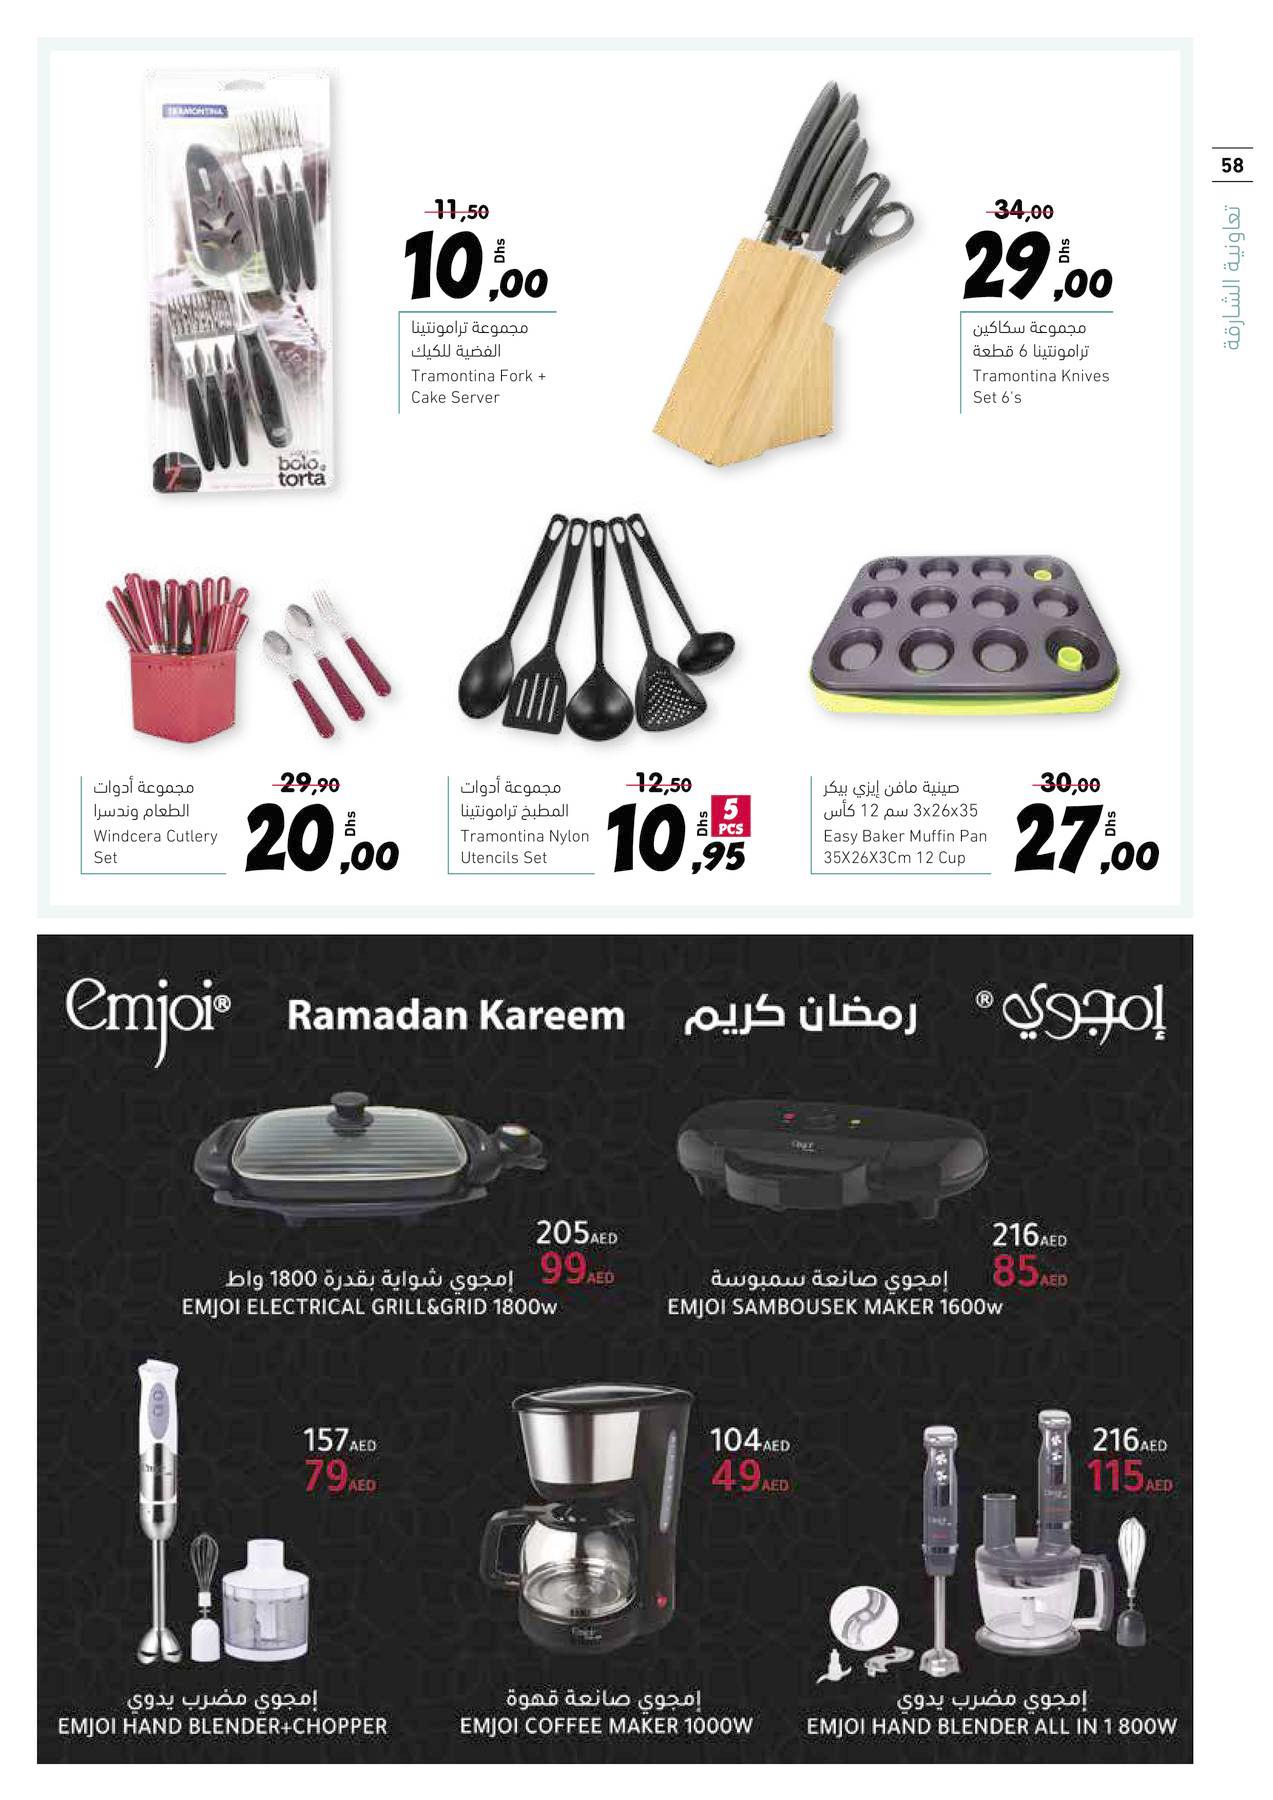 58
تعاونية الشارقة
TRAMONTINA
7
bolo e
torta
11,50
10,00 Dhs
مجموعة ترامونتينا
الفضية للكيك
Tramontina Fork +
Cake Server
34,00
29,00 Dhs
مجموعة سكاكين
ترامونتينا 6 قطعة
Tramontina Knives
Set 6's
مجموعة أدوات
الطعام وندسرا
Windcera Cutlery
Set
29,90
20,00 Dhs
مجموعة أدوات
المطبخ ترامونتينا
Tramontina Nylon
Utencils Set
12,50
10,95 Dhs
5
PCS
صينية مافن إيزي بيكر
3x26x35 سم 12 كأس
Easy Baker Muffin Pan
35X26X3Cm 12 Cup
30,00
27,00 Dhs
emjoi®
Ramadan Kareem
رمضان كريم
إمجوي®
205AED
99AED
إمجوي شواية بقدرة 1800 واط
EMJOI ELECTRICAL GRILL&GRID 1800w
216AED
85AED
إمجوي صانعة سمبوسة
EMJOI SAMBOUSEK MAKER 1600w
157AED
79AED
إمجوي مضرب يدوي
EMJOI HAND BLENDER+CHOPPER
104AED
49AED
إمجوي صانعة قهوة
EMJOI COFFEE MAKER 1000W
216AED
115AED
إمجوي مضرب يدوي
EMJOI HAND BLENDER ALL IN 1 800W